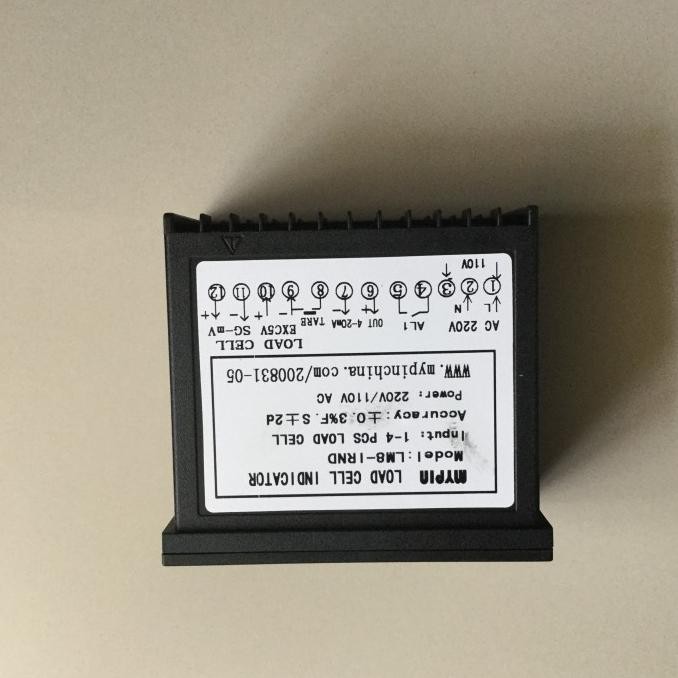 MYPIN LOAD CELL INDICATOR
Model:LM8-IRND
Input: 1-4 PCS LOAD CELL
Accuracy:±0.3%F.S±2d
Power: 220V/110V AC
WWW.mypinchina.com/200831-05
LOAD CELL
AC 220V AL1 OUT 4-20mA TARE EXC5V SG-mV
L N + - - + - +
① ② ③ ④ ⑤ ⑥ ⑦ ⑧ ⑨ ⑩ ⑪ ⑫
110V